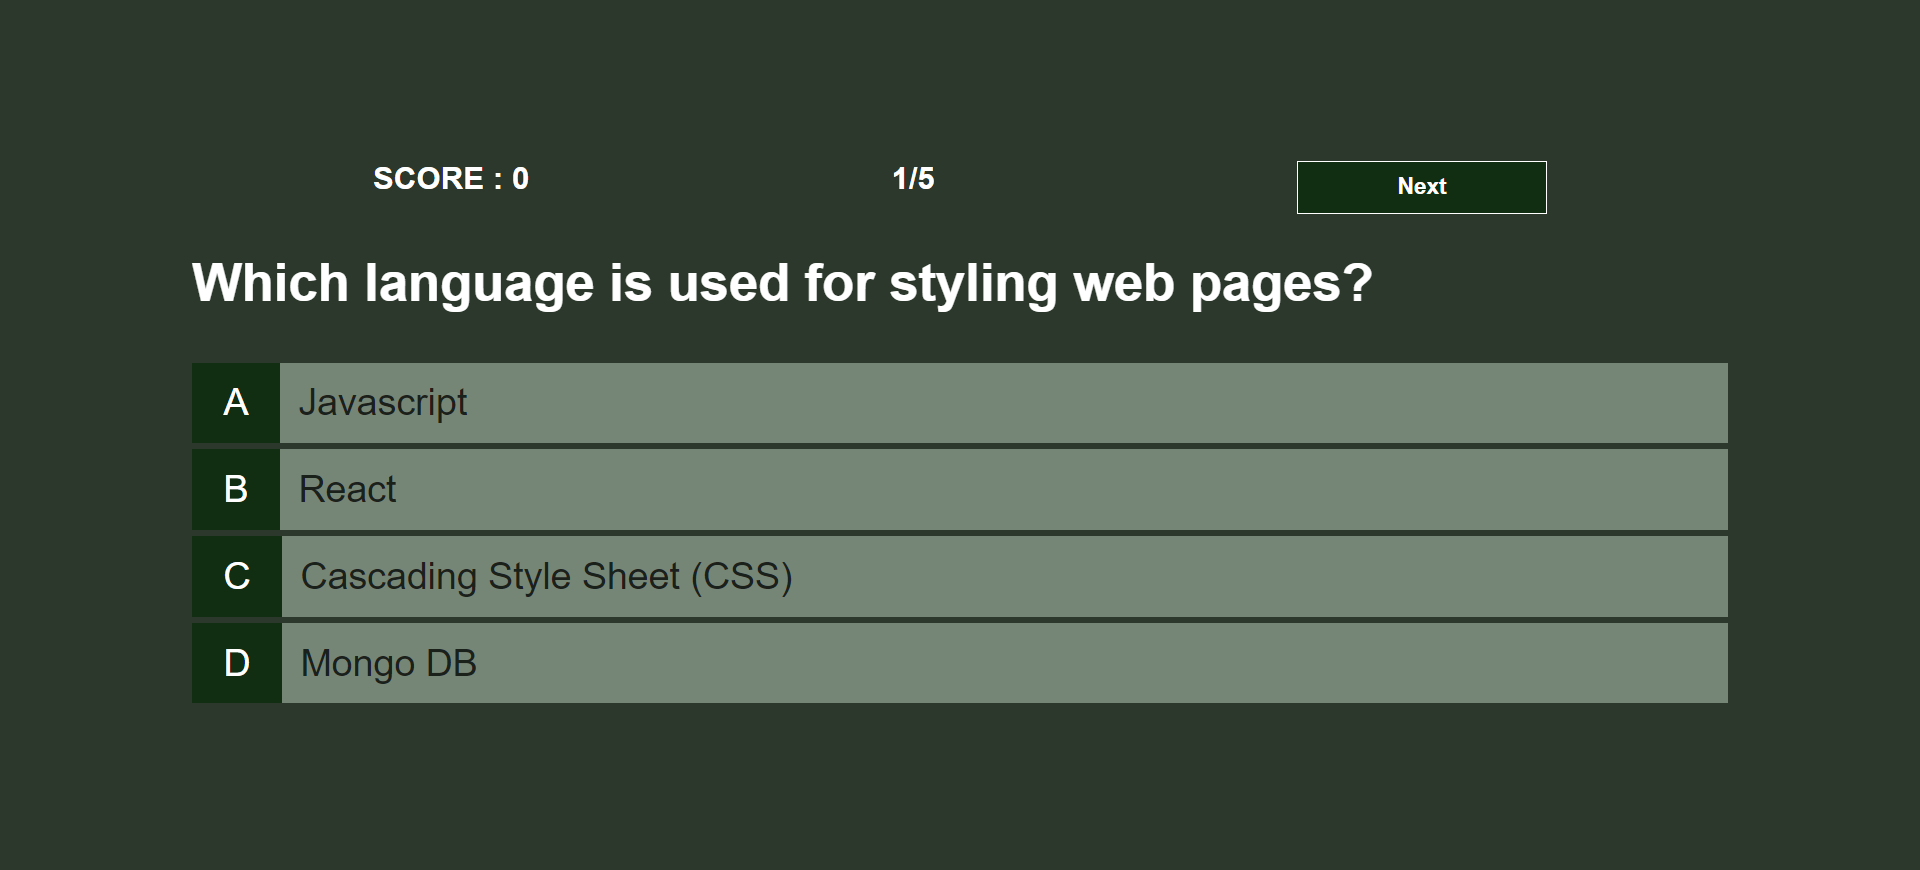 SCORE : 0
1/5
Next
Which language is used for styling web pages?
A Javascript
B React
C Cascading Style Sheet (CSS)
D Mongo DB